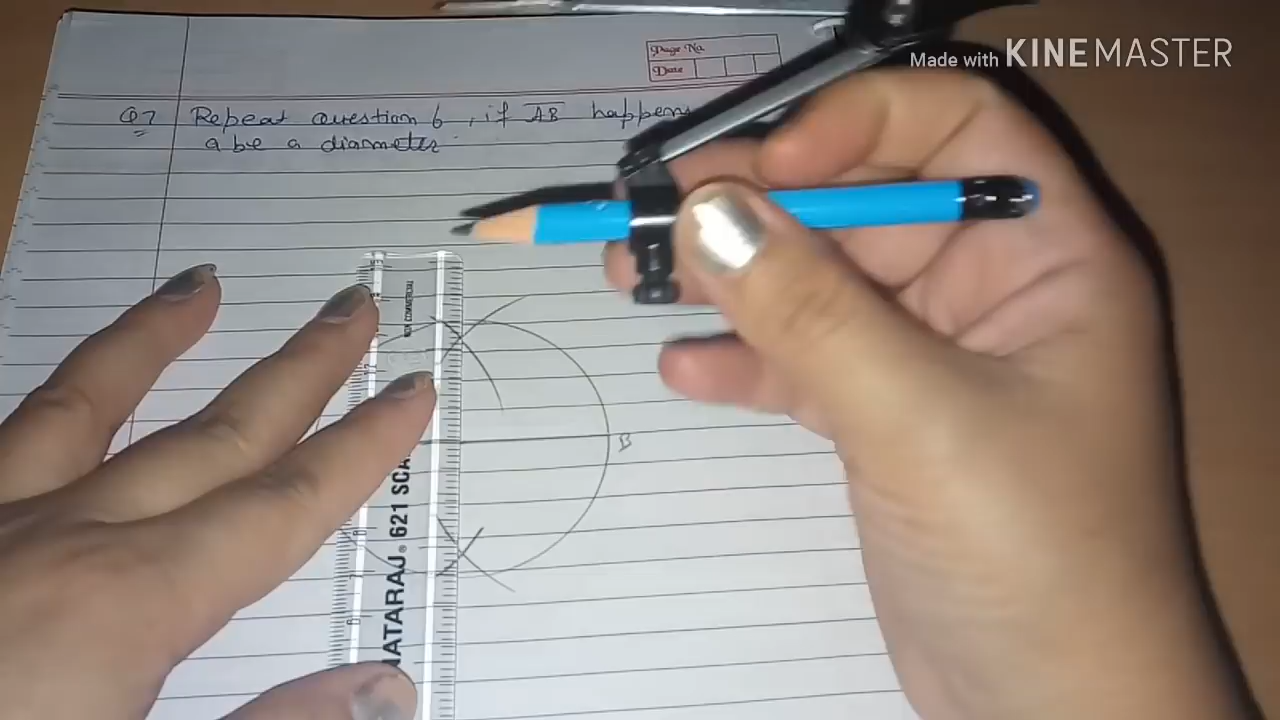 Made with KINEMASTER
Page No.
Date
Q7 Repeat question 6, if AB happens
a be a diameter
B
NATARAJ 621 SCA